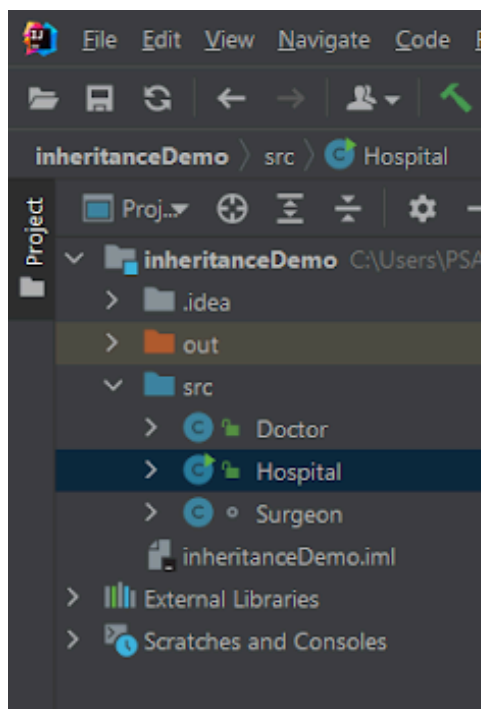 File Edit View Navigate Code
inheritanceDemo src Hospital
Project
Proj...
inheritanceDemo C:\Users\PSA
.idea
out
src
Doctor
Hospital
Surgeon
inheritanceDemo.iml
External Libraries
Scratches and Consoles